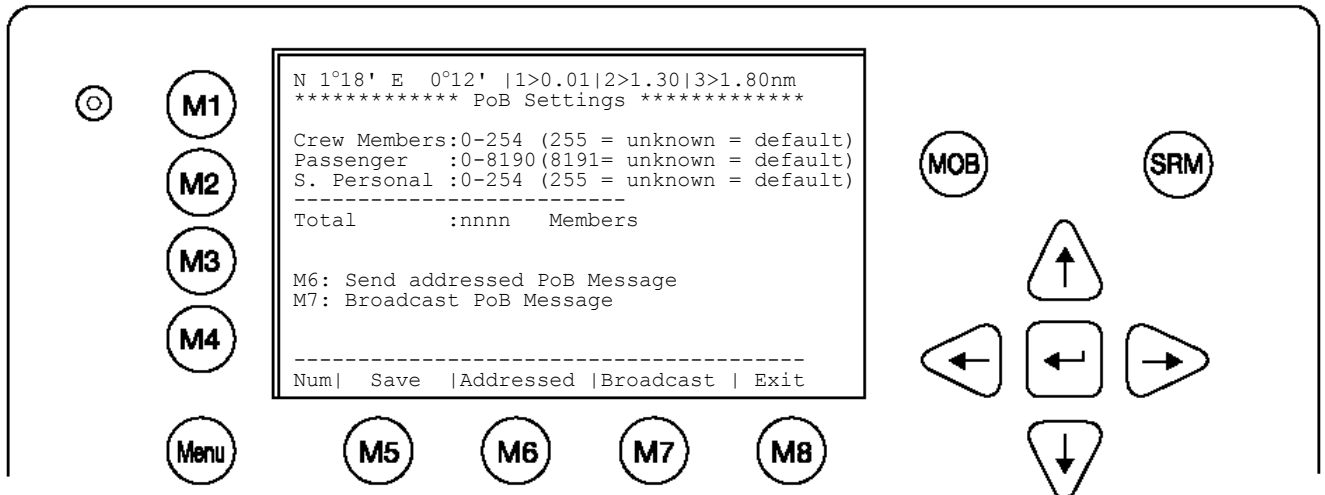 N 1°18' E  0°12' |1>0.01|2>1.30|3>1.80nm
************* PoB Settings *************
Crew Members:0-254 (255 = unknown = default)
Passenger   :0-8190(8191= unknown = default)
S. Personal :0-254 (255 = unknown = default)
--------------------------
Total       :nnnn   Members
M6: Send addressed PoB Message
M7: Broadcast PoB Message
----------------------------------------
Num|  Save  |Addressed |Broadcast | Exit
M1
M2
M3
M4
Menu
M5
M6
M7
M8
MOB
SRM